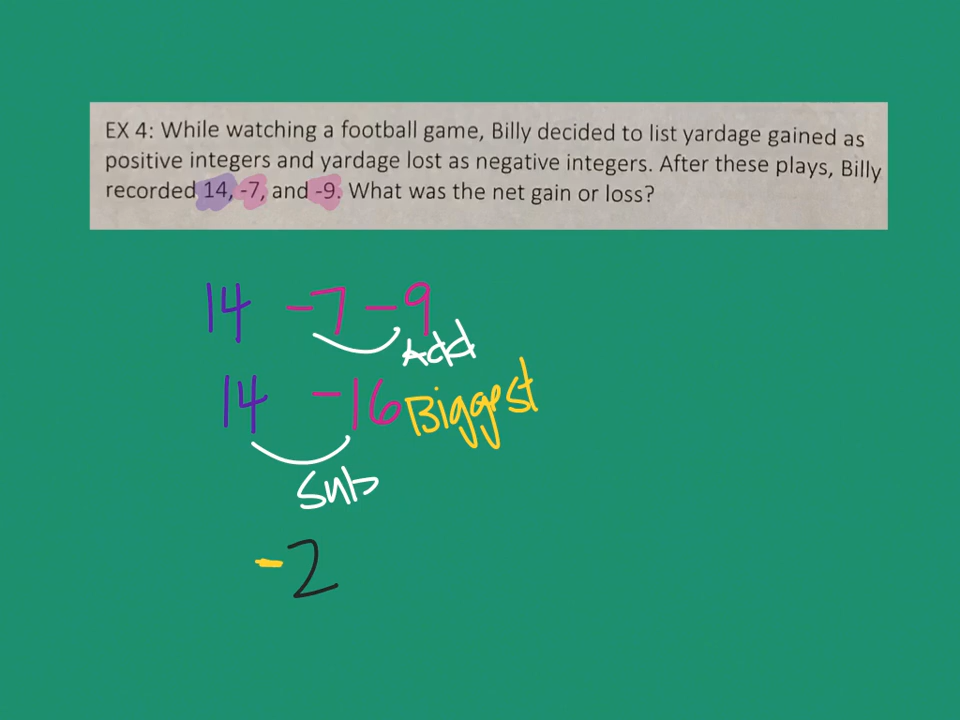 EX 4: While watching a football game, Billy decided to list yardage gained as
positive integers and yardage lost as negative integers. After these plays, Billy
recorded 14, -7, and -9. What was the net gain or loss?
14 -7 -9
Add
14 -16 Biggest
Sub
-2